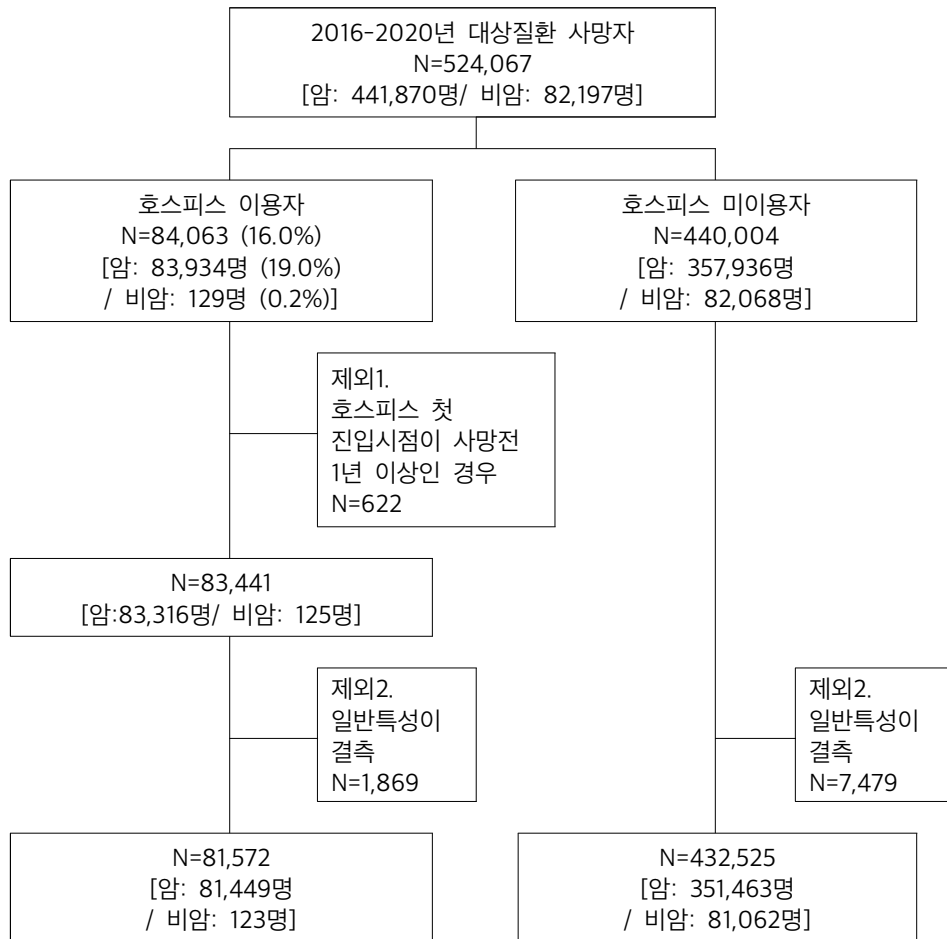 2016-2020년 대상질환 사망자
N=524,067
[암: 441,870명/ 비암: 82,197명]
호스피스 이용자
N=84,063 (16.0%)
[암: 83,934명 (19.0%)
/ 비암: 129명 (0.2%)]
호스피스 미이용자
N=440,004
[암: 357,936명
/ 비암: 82,068명]
제외1.
호스피스 첫
진입시점이 사망전
1년 이상인 경우
N=622
N=83,441
[암:83,316명/ 비암: 125명]
제외2.
일반특성이
결측
N=1,869
제외2.
일반특성이
결측
N=7,479
N=81,572
[암: 81,449명
/ 비암: 123명]
N=432,525
[암: 351,463명
/ 비암: 81,062명]